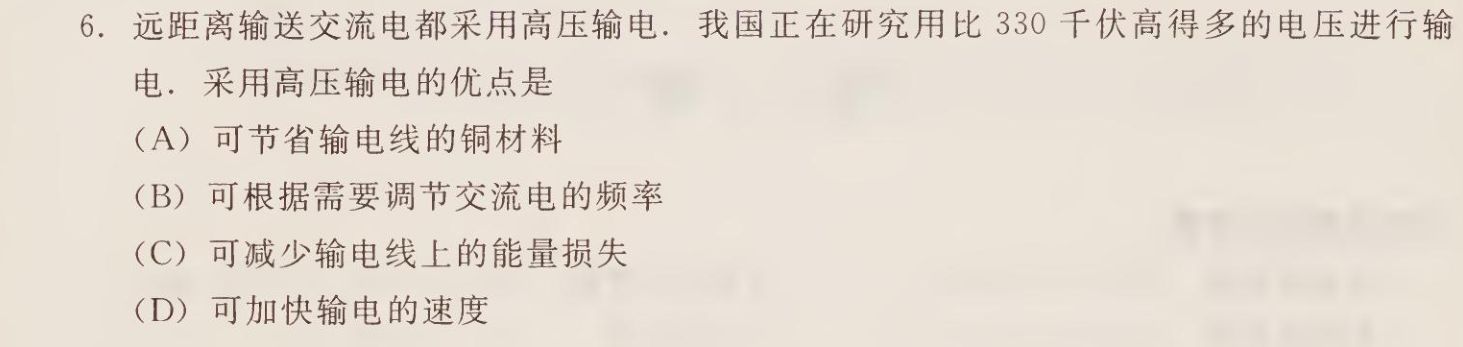 6. 远距离输送交流电都采用高压输电. 我国正在研究用比 330 千伏高得多的电压进行输
电. 采用高压输电的优点是
(A) 可节省输电线的铜材料
(B) 可根据需要调节交流电的频率
(C) 可减少输电线上的能量损失
(D) 可加快输电的速度